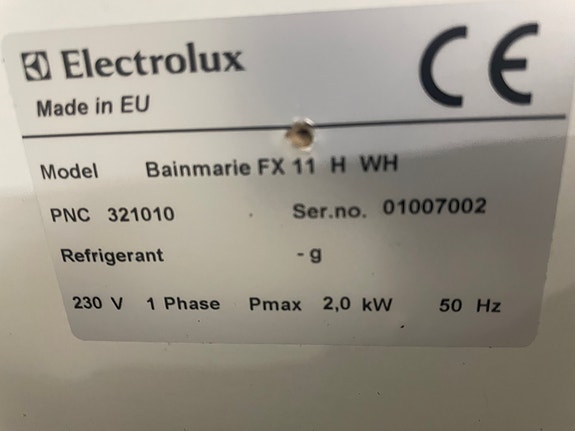 Electrolux
CE
Made in EU
Model Bainmarie FX 11 H WH
PNC 321010 Ser.no. 01007002
Refrigerant - g
230 V 1 Phase Pmax 2,0 kW 50 Hz